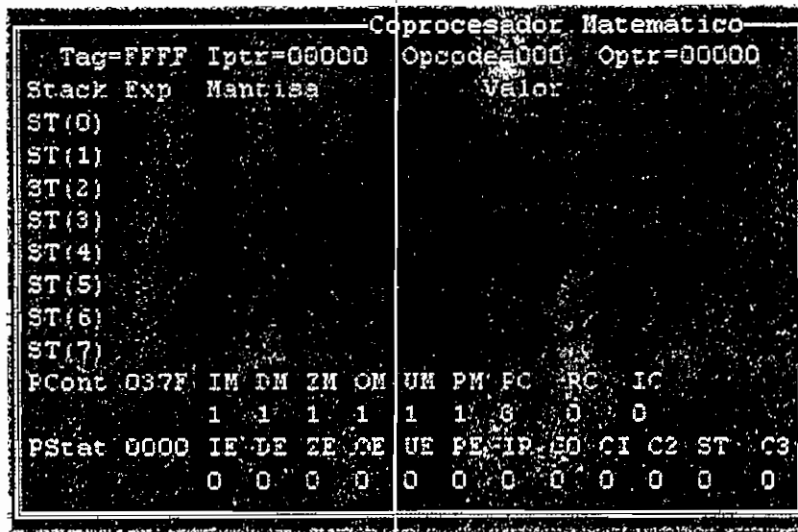 Coprocesador Matemático
Tag=FFFF Iptr=00000 Opcode=000 Optr=00000
Stack Exp Mantisa Valor
ST(0)
ST(1)
ST(2)
ST(3)
ST(4)
ST(5)
ST(6)
ST(7)
PCont 037F IM DM ZM OM UM PM PC RC IC
1 1 1 1 1 1 3 0 0
PStat 0000 IE DE ZE OE UE PE IR C0 C1 C2 ST C3
0 0 0 0 0 0 0 0 0 0 0 0